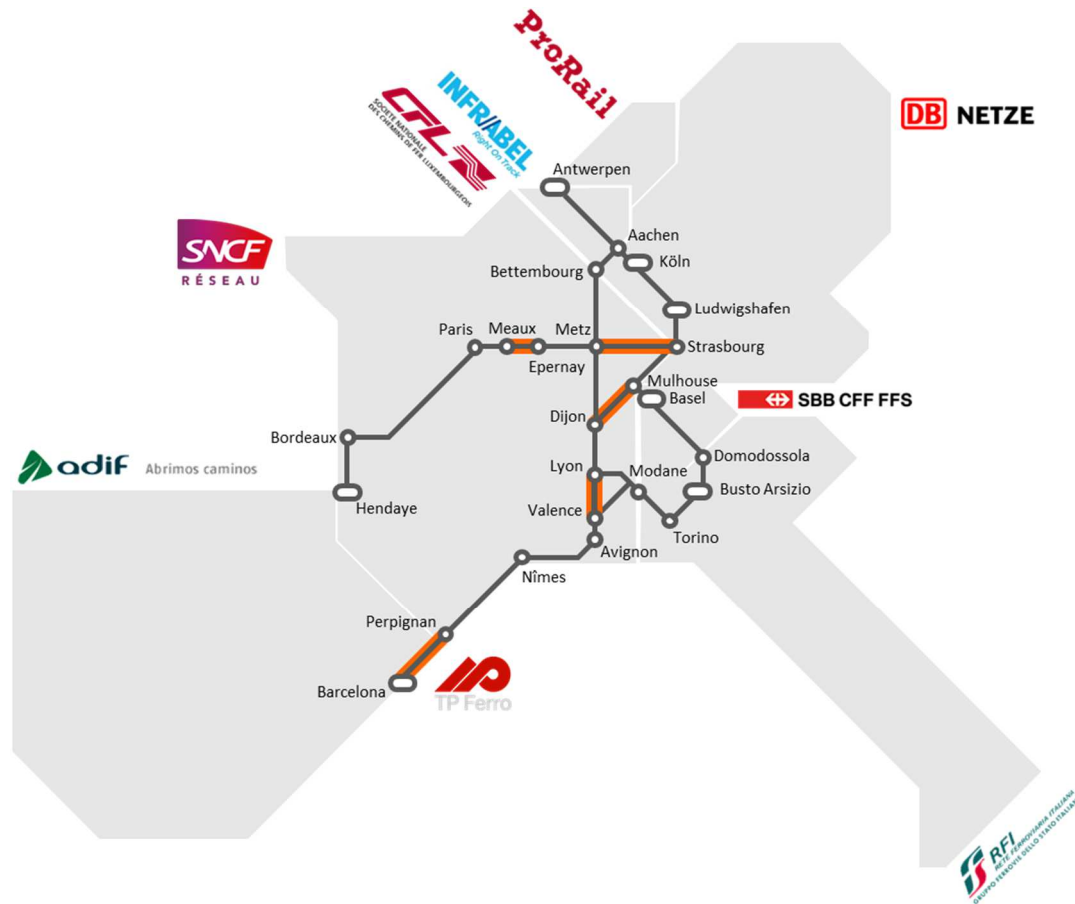 ProRail
INFRABEL
Right On Track
CFL
SOCIETE NATIONALE
DES CHEMINS DE FER LUXEMBOURGEOIS
DB NETZE
Antwerpen
SNCF
RÉSEAU
Aachen
Köln
Bettembourg
Ludwigshafen
Paris
Meaux
Metz
Epernay
Strasbourg
Mulhouse
Basel
SBB CFF FFS
Dijon
Bordeaux
adif Abrimos caminos
Lyon
Modane
Domodossola
Busto Arsizio
Hendaye
Valence
Torino
Avignon
Nîmes
Perpignan
Barcelona
TP Ferro
RFI
RETE FERROVIARIA ITALIANA
GRUPPO FERROVIE DELLO STATO ITALIANE